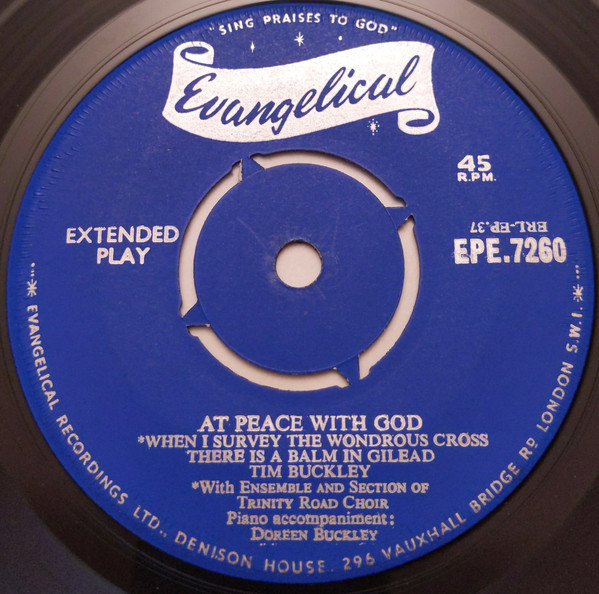 "SING PRAISES TO GOD"
Evangelical
45
R.P.M.
EXTENDED
PLAY
ERL-EP.37
EPE.7260
AT PEACE WITH GOD
*WHEN I SURVEY THE WONDROUS CROSS
THERE IS A BALM IN GILEAD
TIM BUCKLEY
*With ENSEMBLE AND SECTION OF
TRINITY ROAD CHOIR
Piano accompaniment:
DOREEN BUCKLEY
EVANGELICAL RECORDINGS LTD., DENISON HOUSE. 296 VAUXHALL BRIDGE RD LONDON S.W.I.